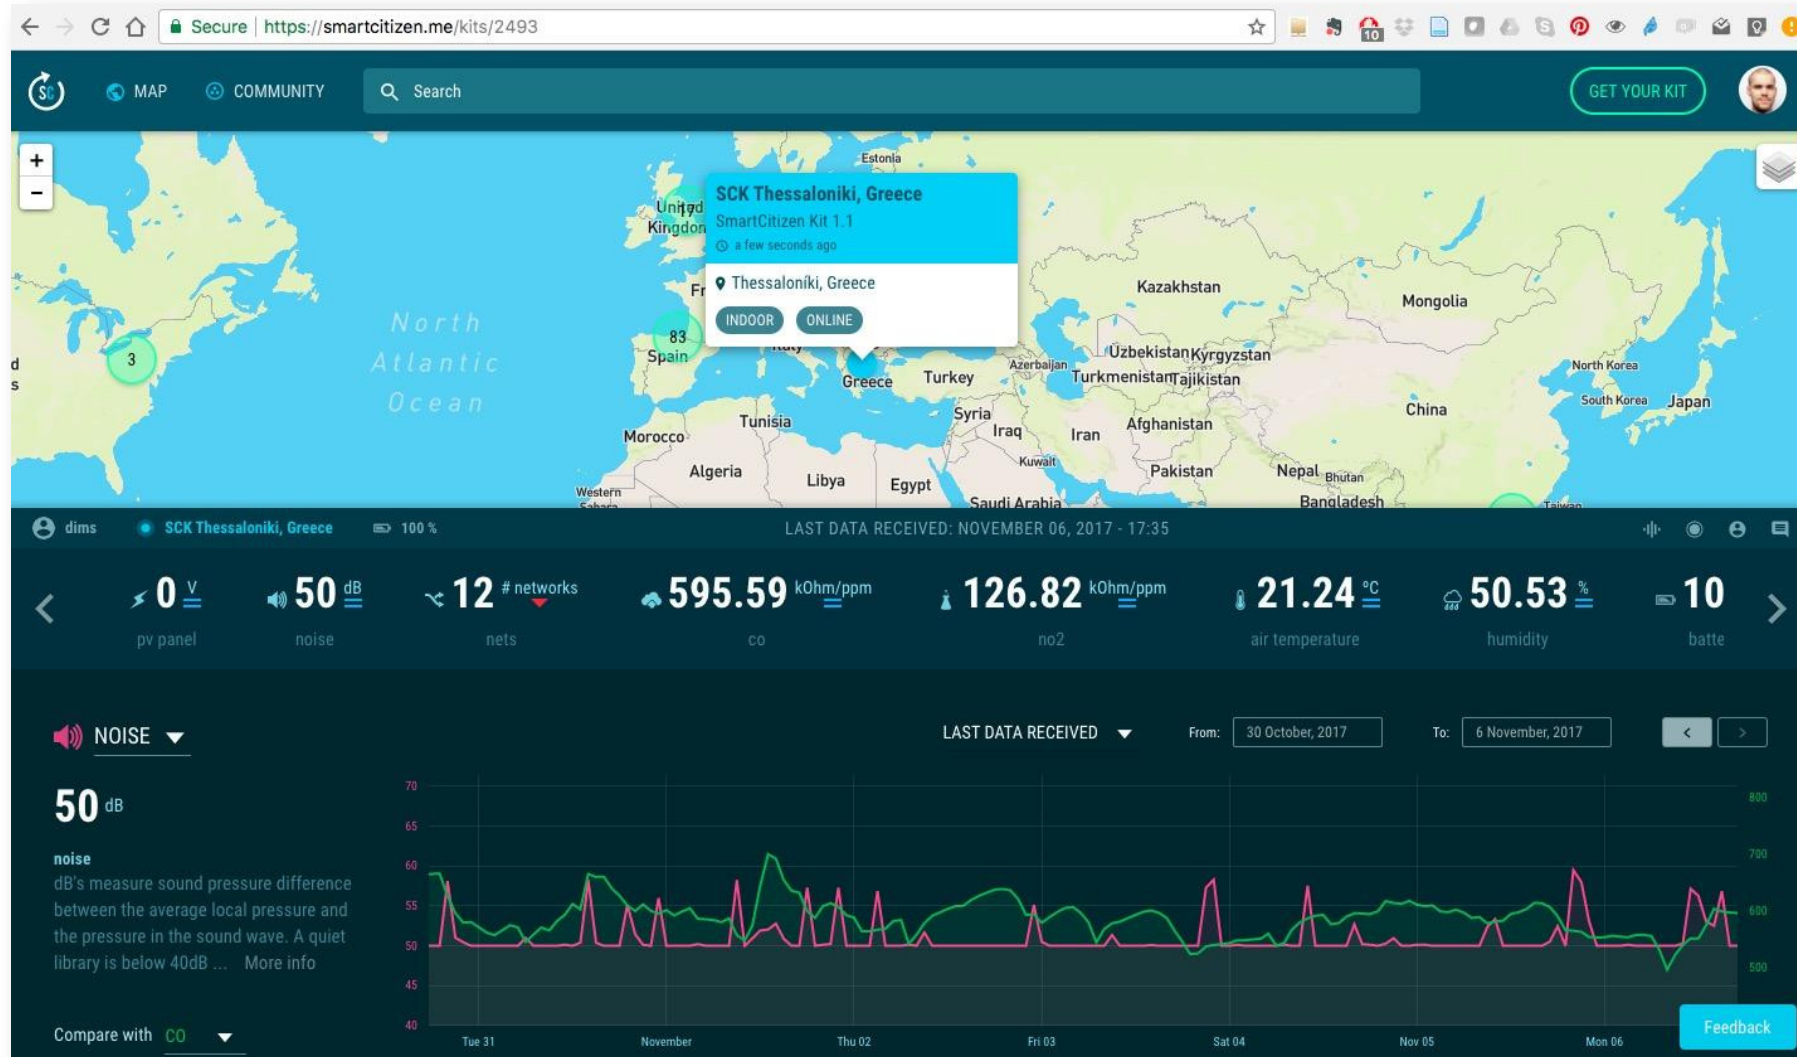 Secure | https://smartcitizen.me/kits/2493
10
SC
MAP
COMMUNITY
Search
GET YOUR KIT
+
−
Estonia
United
17
Kingdom
SCK Thessaloniki, Greece
SmartCitizen Kit 1.1
a few seconds ago
Thessaloníki, Greece
INDOOR
ONLINE
Fr
83
Spain
Italy
Greece
Turkey
Azerbaijan
Kazakhstan
Mongolia
Uzbekistan
Kyrgyzstan
Turkmenistan
Tajikistan
North Korea
South Korea
Japan
China
North
Atlantic
Ocean
3
d
s
Morocco
Tunisia
Syria
Iraq
Iran
Afghanistan
Kuwait
Pakistan
Nepal
Bhutan
Bangladesh
Algeria
Libya
Egypt
Saudi Arabia
Western
Sahara
Taiwan
dims
SCK Thessaloniki, Greece
100 %
LAST DATA RECEIVED: NOVEMBER 06, 2017 - 17:35
0 V
50 dB
12 # networks
595.59 kOhm/ppm
126.82 kOhm/ppm
21.24 ºC
50.53 %
10
pv panel
noise
nets
co
no2
air temperature
humidity
batte
NOISE
LAST DATA RECEIVED
From: 30 October, 2017
To: 6 November, 2017
<
>
50 dB
noise
dB's measure sound pressure difference
between the average local pressure and
the pressure in the sound wave. A quiet
library is below 40dB ... More info
Compare with CO
70
65
60
55
50
45
40
800
700
600
500
Tue 31
November
Thu 02
Fri 03
Sat 04
Nov 05
Mon 06
Feedback